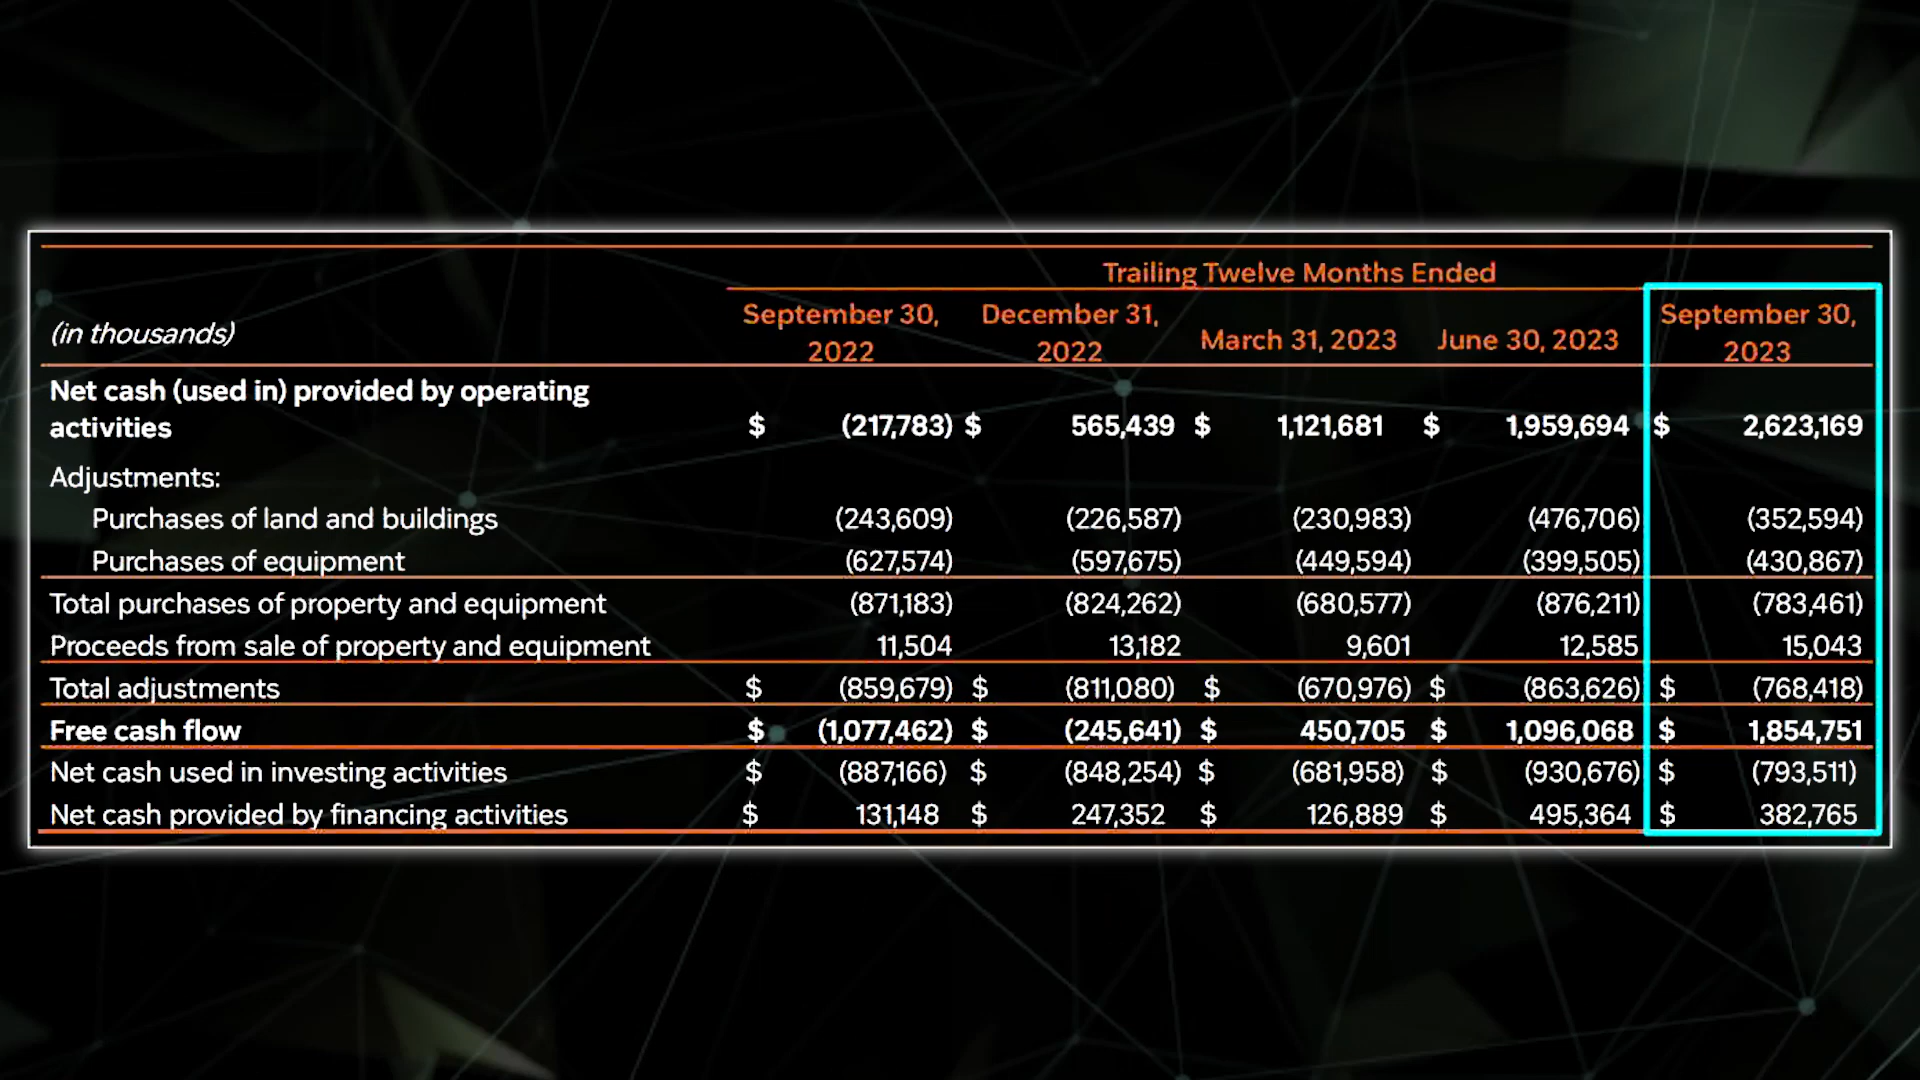 Trailing Twelve Months Ended
(in thousands) September 30, 2022 December 31, 2022 March 31, 2023 June 30, 2023 September 30, 2023
Net cash (used in) provided by operating activities $ (217,783) $ 565,439 $ 1,121,681 $ 1,959,694 $ 2,623,169
Adjustments:
Purchases of land and buildings (243,609) (226,587) (230,983) (476,706) (352,594)
Purchases of equipment (627,574) (597,675) (449,594) (399,505) (430,867)
Total purchases of property and equipment (871,183) (824,262) (680,577) (876,211) (783,461)
Proceeds from sale of property and equipment 11,504 13,182 9,601 12,585 15,043
Total adjustments $ (859,679) $ (811,080) $ (670,976) $ (863,626) $ (768,418)
Free cash flow $ (1,077,462) $ (245,641) $ 450,705 $ 1,096,068 $ 1,854,751
Net cash used in investing activities $ (887,166) $ (848,254) $ (681,958) $ (930,676) $ (793,511)
Net cash provided by financing activities $ 131,148 $ 247,352 $ 126,889 $ 495,364 $ 382,765